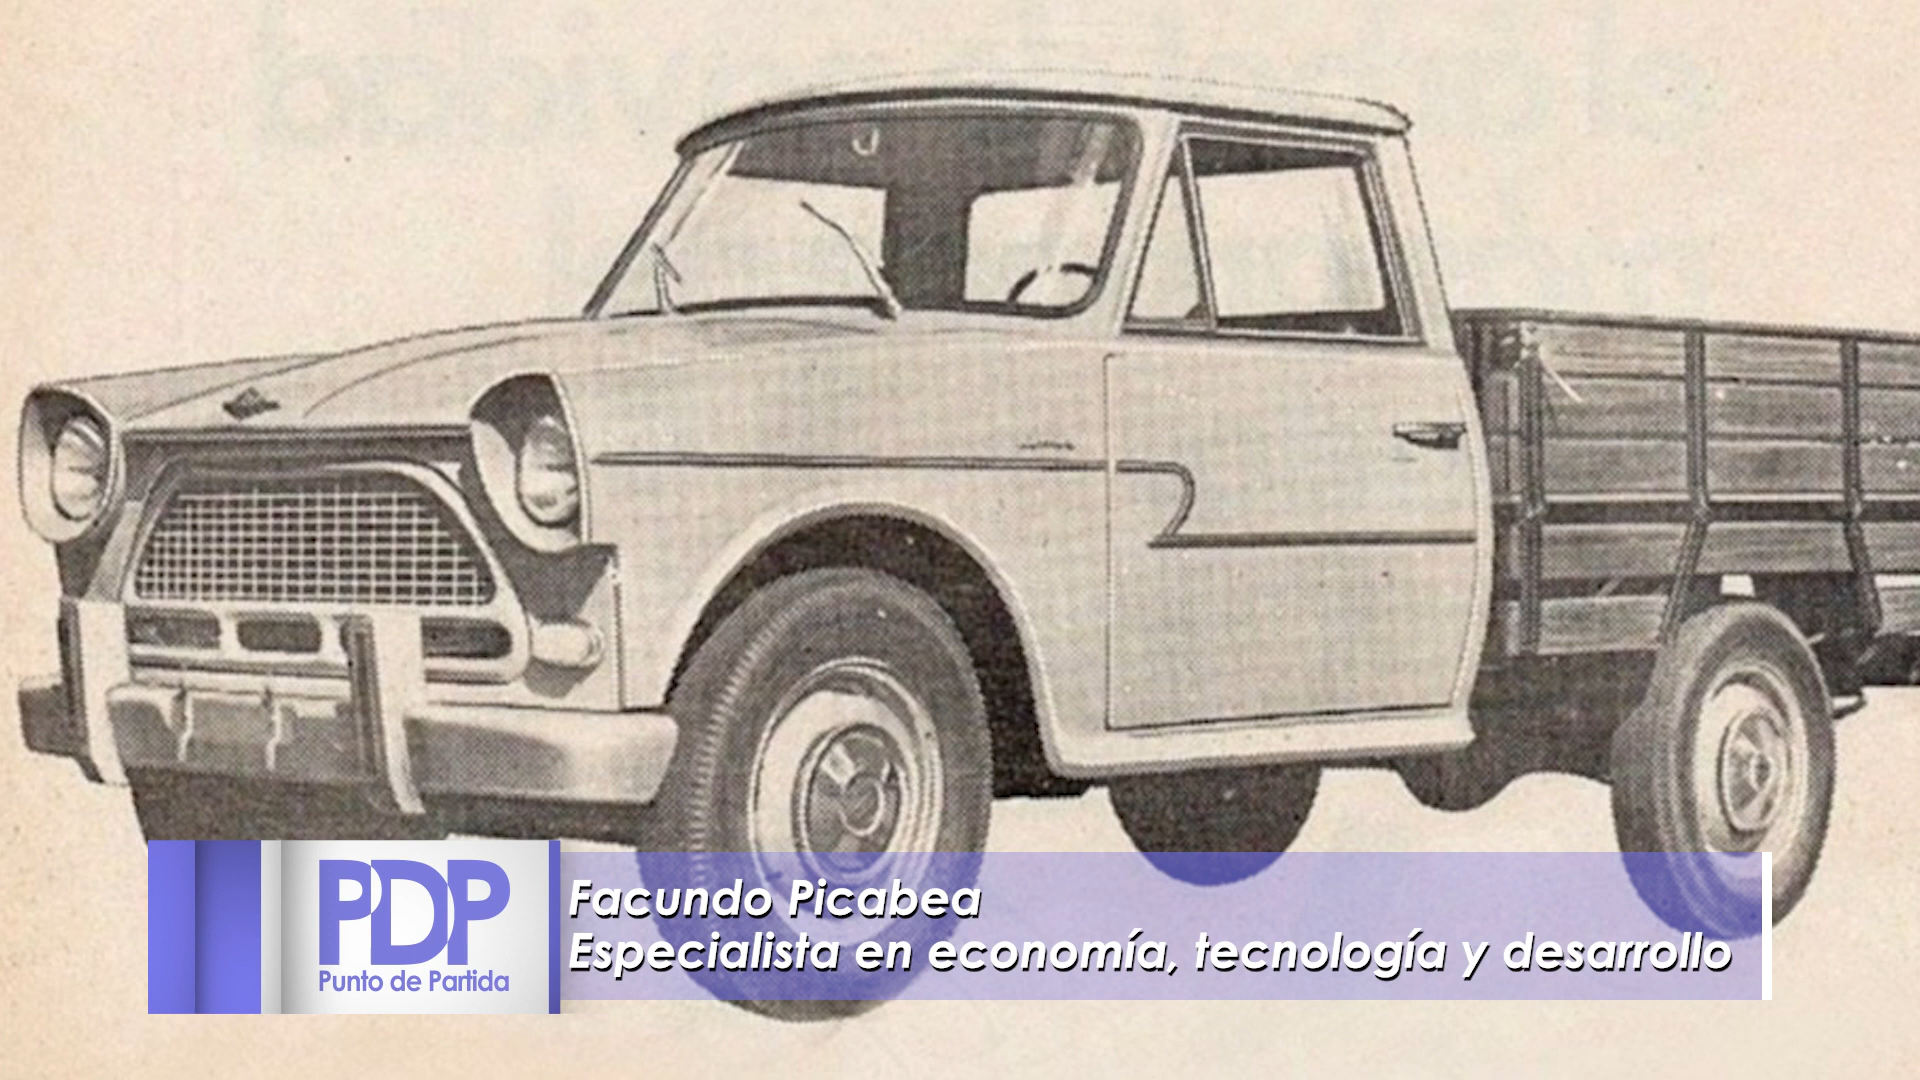 PDP
Punto de Partida
Facundo Picabea
Especialista en economía, tecnología y desarrollo